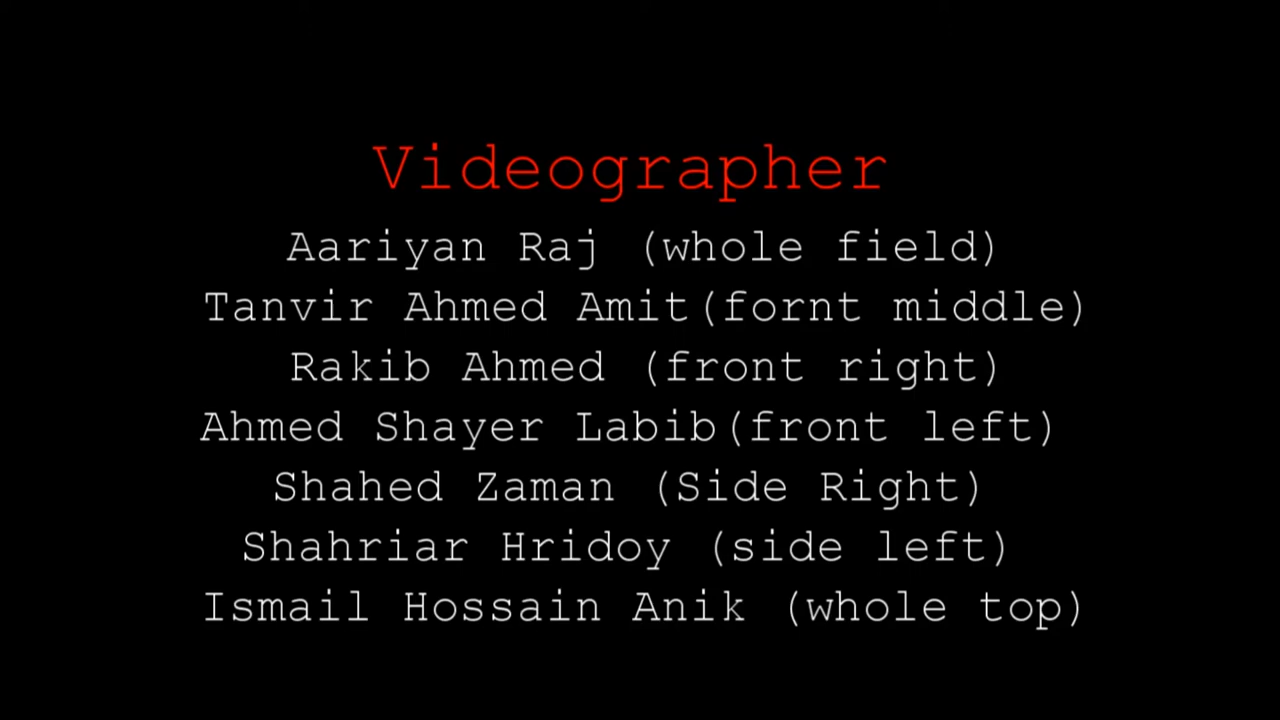 Videographer
Aariyan Raj (whole field)
Tanvir Ahmed Amit(fornt middle)
Rakib Ahmed (front right)
Ahmed Shayer Labib(front left)
Shahed Zaman (Side Right)
Shahriar Hridoy (side left)
Ismail Hossain Anik (whole top)